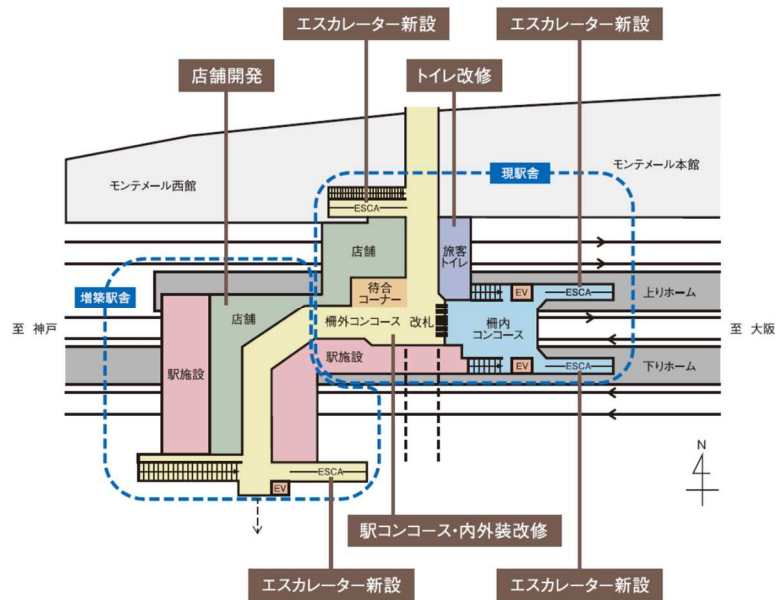 エスカレーター新設
エスカレーター新設
店舗開発
トイレ改修
モンテメール西館
モンテメール本館
現駅舎
ESCA
店舗
旅客
トイレ
増築駅舎
待合
コーナー
EV
ESCA
上りホーム
至 神戸
店舗
柵外コンコース
改札
柵内
コンコース
至 大阪
駅施設
駅施設
EV
ESCA
下りホーム
N
ESCA
EV
駅コンコース・内外装改修
エスカレーター新設
エスカレーター新設